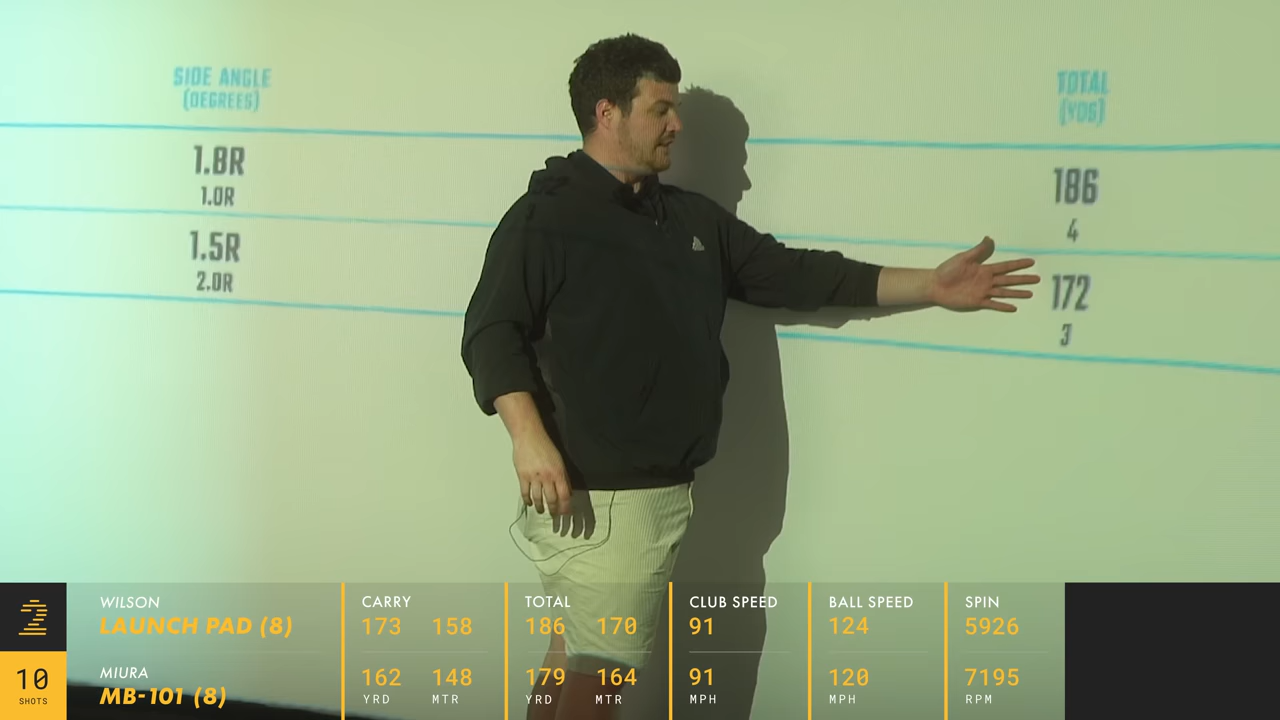 SIDE ANGLE
(DEGREES)
TOTAL
(YDS)
1.8R
1.0R
186
4
1.5R
2.0R
172
3
2
WILSON
LAUNCH PAD (8)
CARRY
173 158
TOTAL
186 170
CLUB SPEED
91
BALL SPEED
124
SPIN
5926
10
SHOTS
MIURA
MB-101 (8)
162 148
YRD MTR
179 164
YRD MTR
91
MPH
120
MPH
7195
RPM